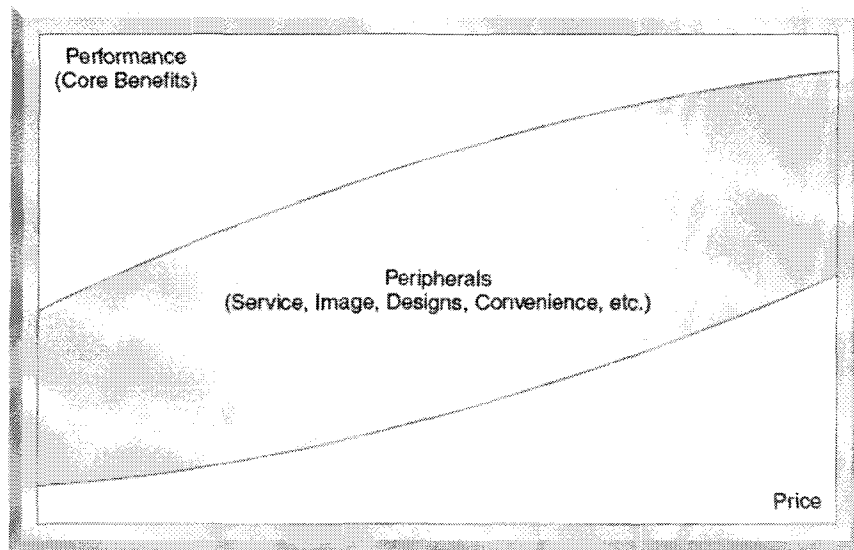 Performance
(Core Benefits)
Peripherals
(Service, Image, Designs, Convenience, etc.)
Price